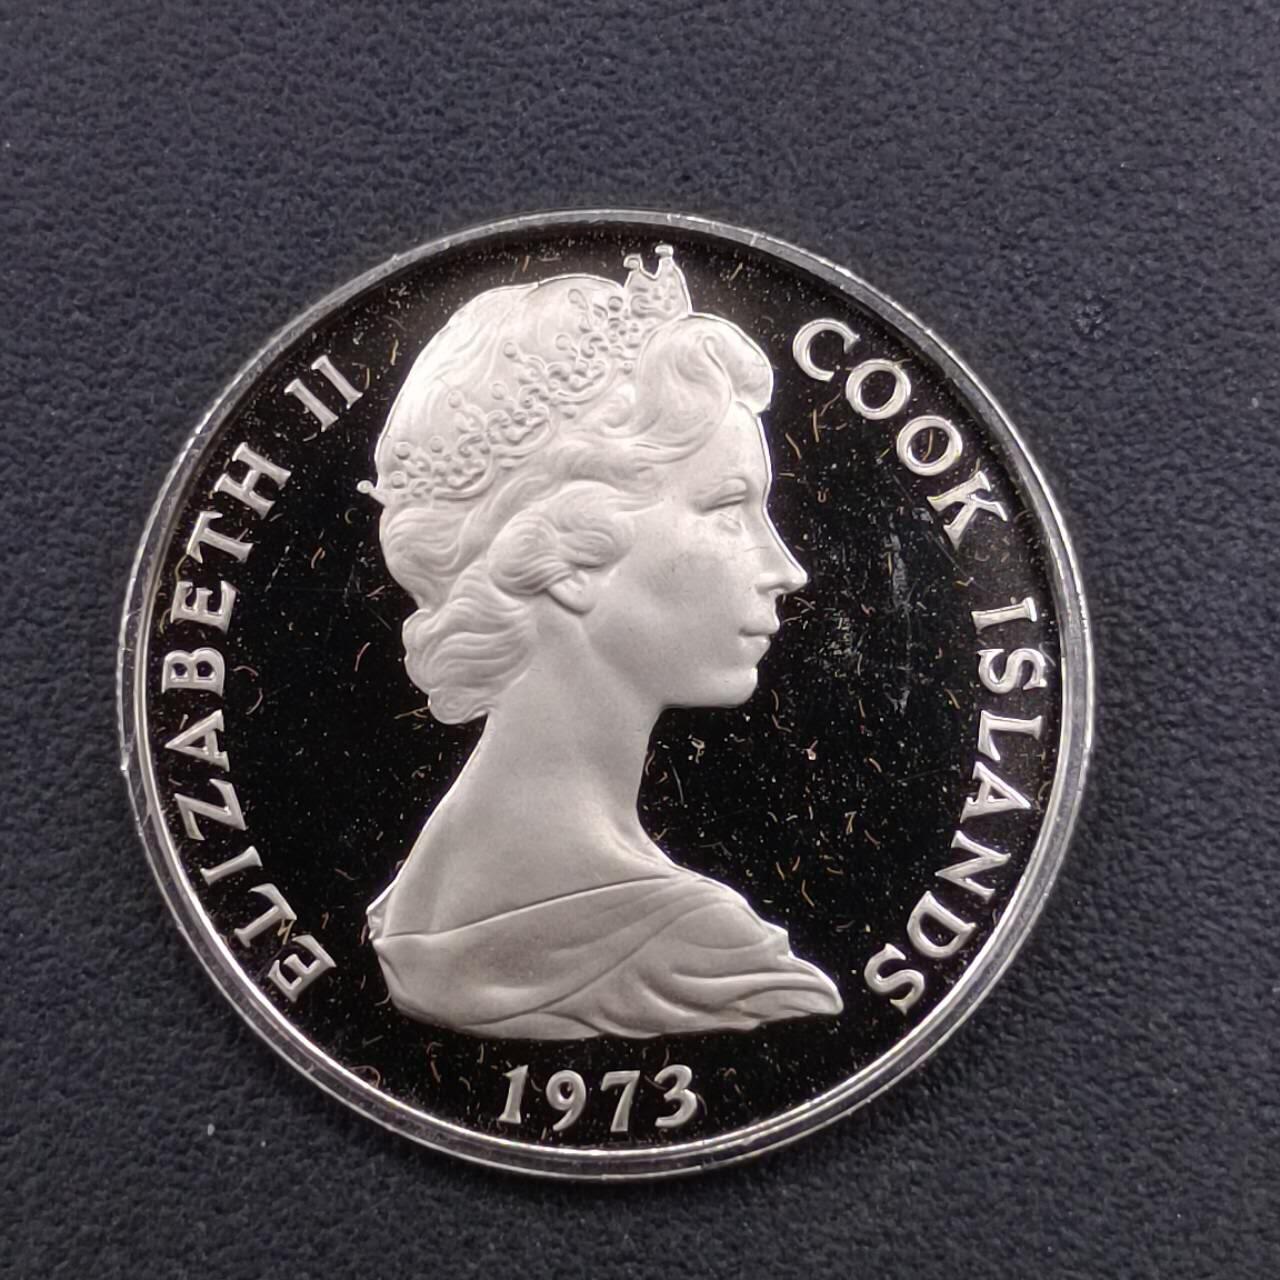 ELIZABETH II
COOK ISLANDS
1973